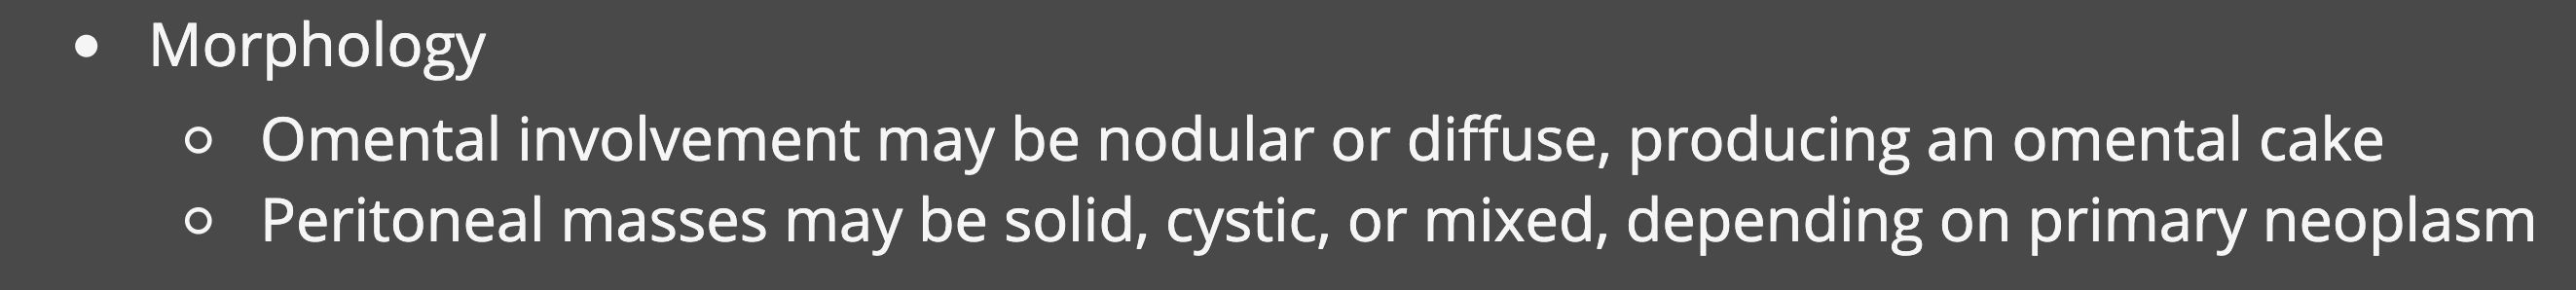 • Morphology
○ Omental involvement may be nodular or diffuse, producing an omental cake
○ Peritoneal masses may be solid, cystic, or mixed, depending on primary neoplasm